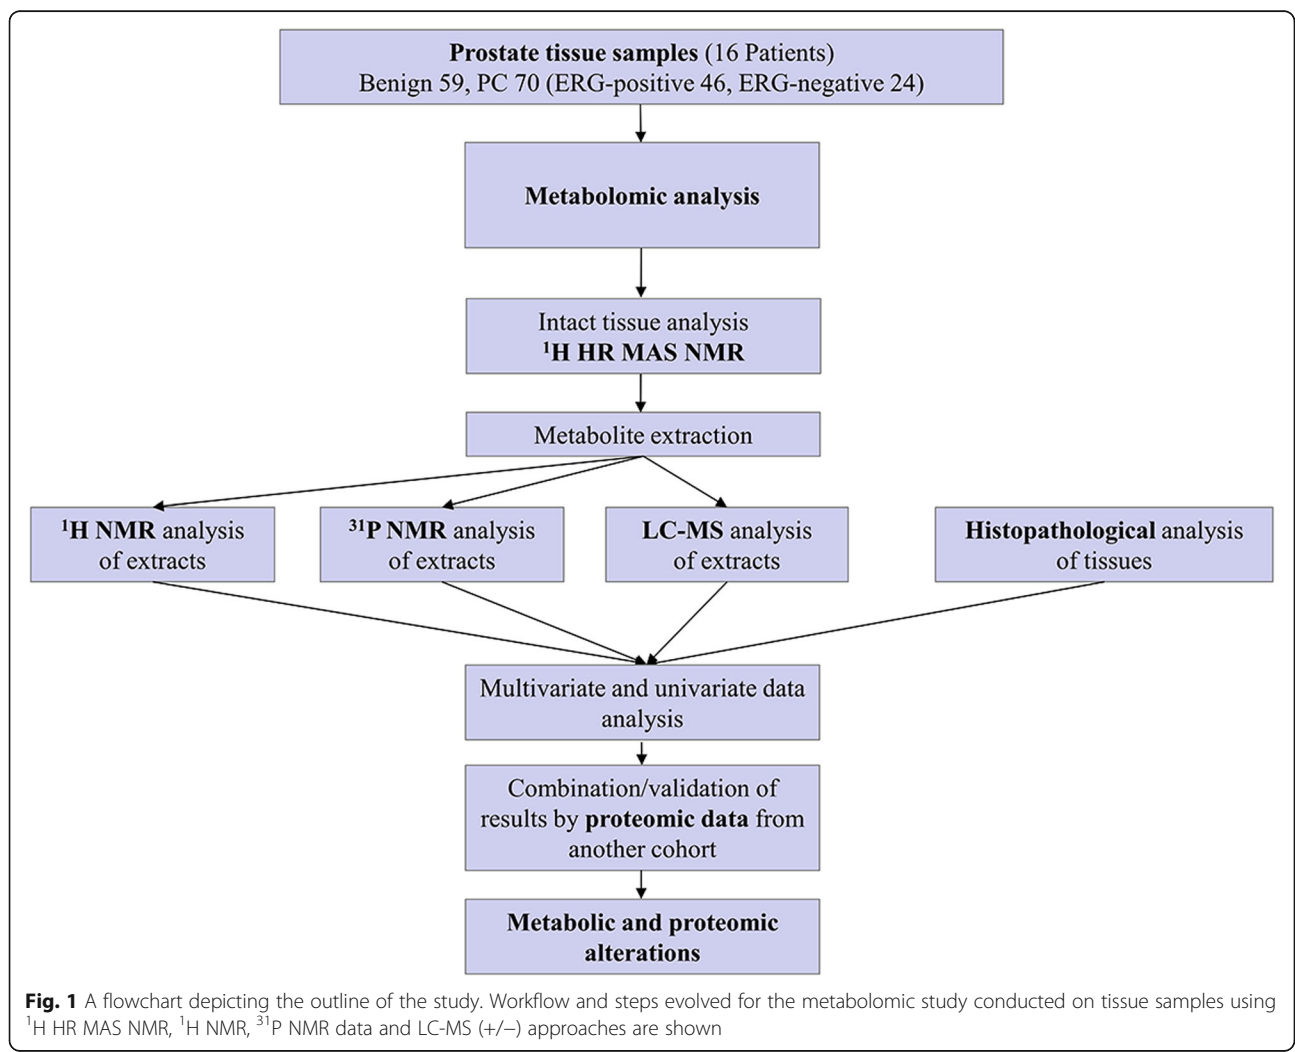 Prostate tissue samples (16 Patients)
Benign 59, PC 70 (ERG-positive 46, ERG-negative 24)
Metabolomic analysis
Intact tissue analysis
¹H HR MAS NMR
Metabolite extraction
¹H NMR analysis
of extracts
³¹P NMR analysis
of extracts
LC-MS analysis
of extracts
Histopathological analysis
of tissues
Multivariate and univariate data
analysis
Combination/validation of
results by proteomic data from
another cohort
Metabolic and proteomic
alterations
Fig. 1 A flowchart depicting the outline of the study. Workflow and steps evolved for the metabolomic study conducted on tissue samples using
¹H HR MAS NMR, ¹H NMR, ³¹P NMR data and LC-MS (+/−) approaches are shown